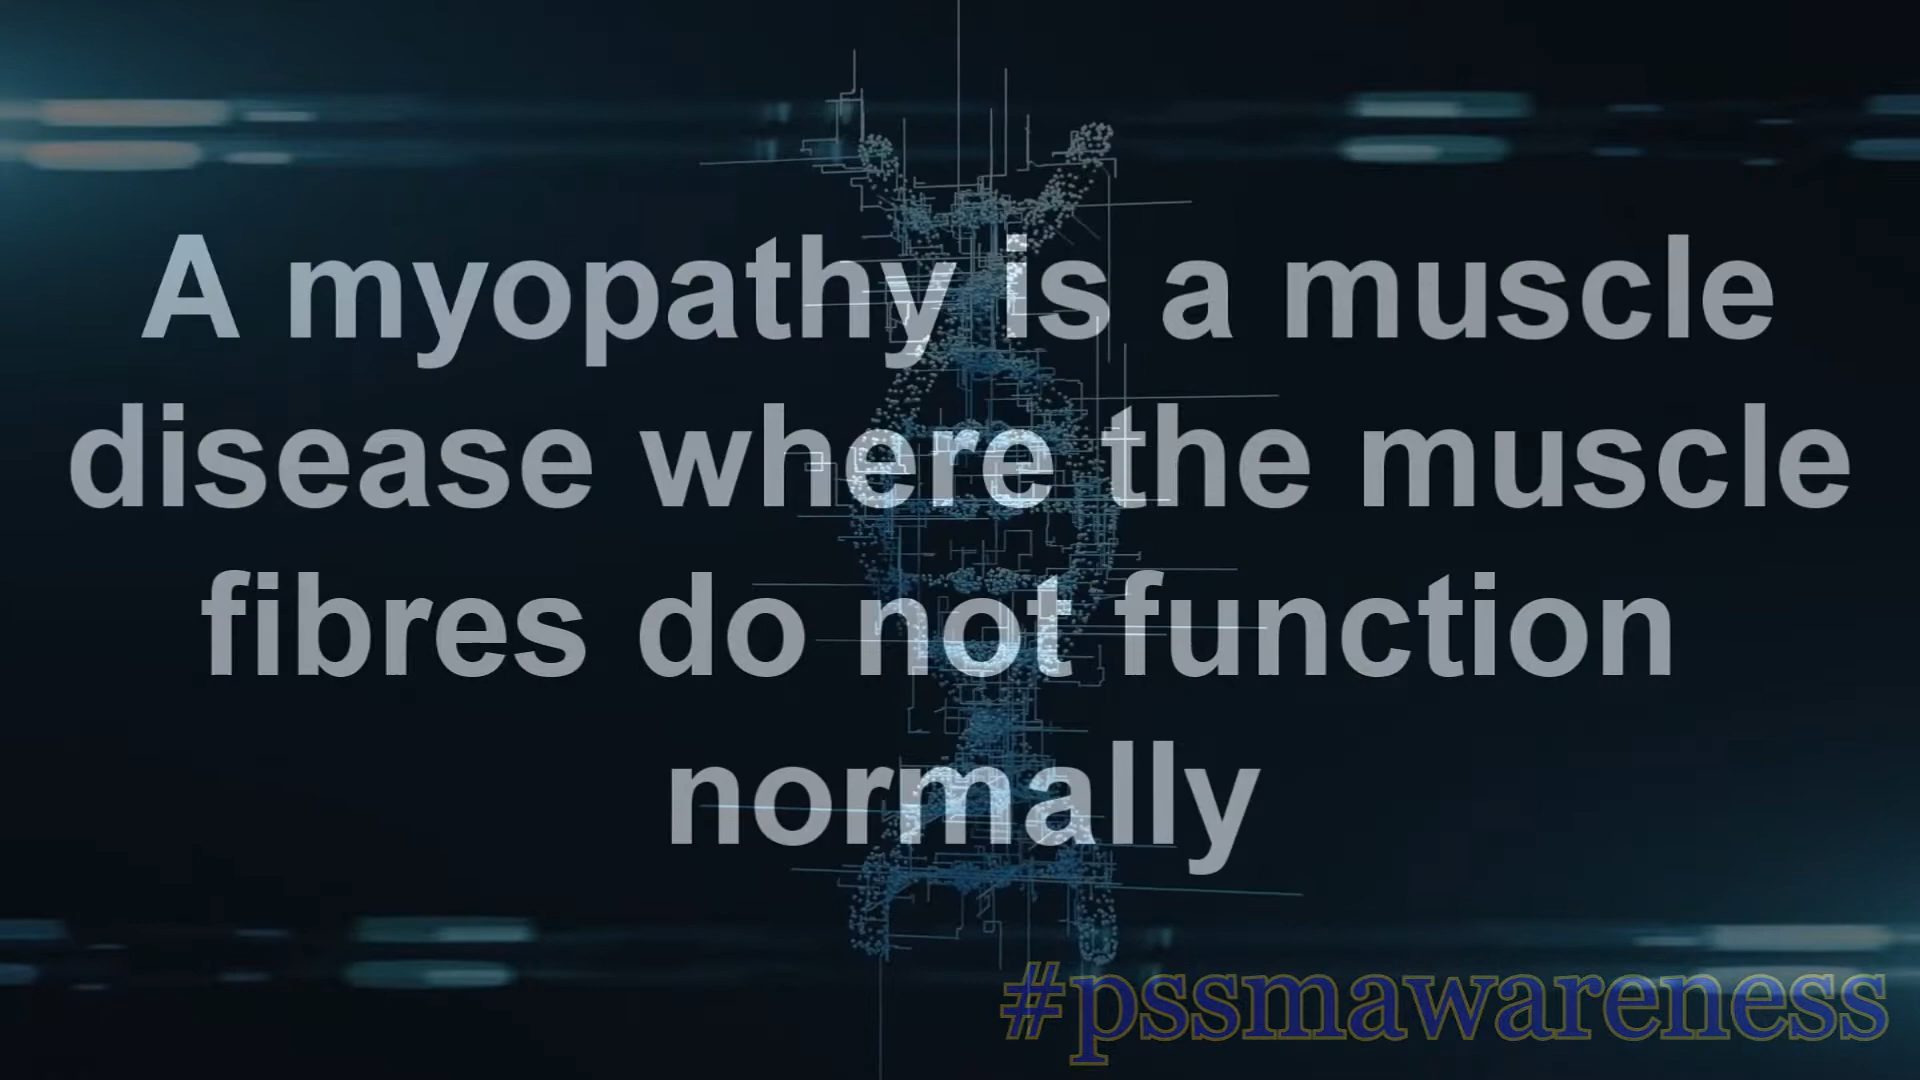 A myopathy is a muscle
disease where the muscle
fibres do not function
normally
#pssmawareness